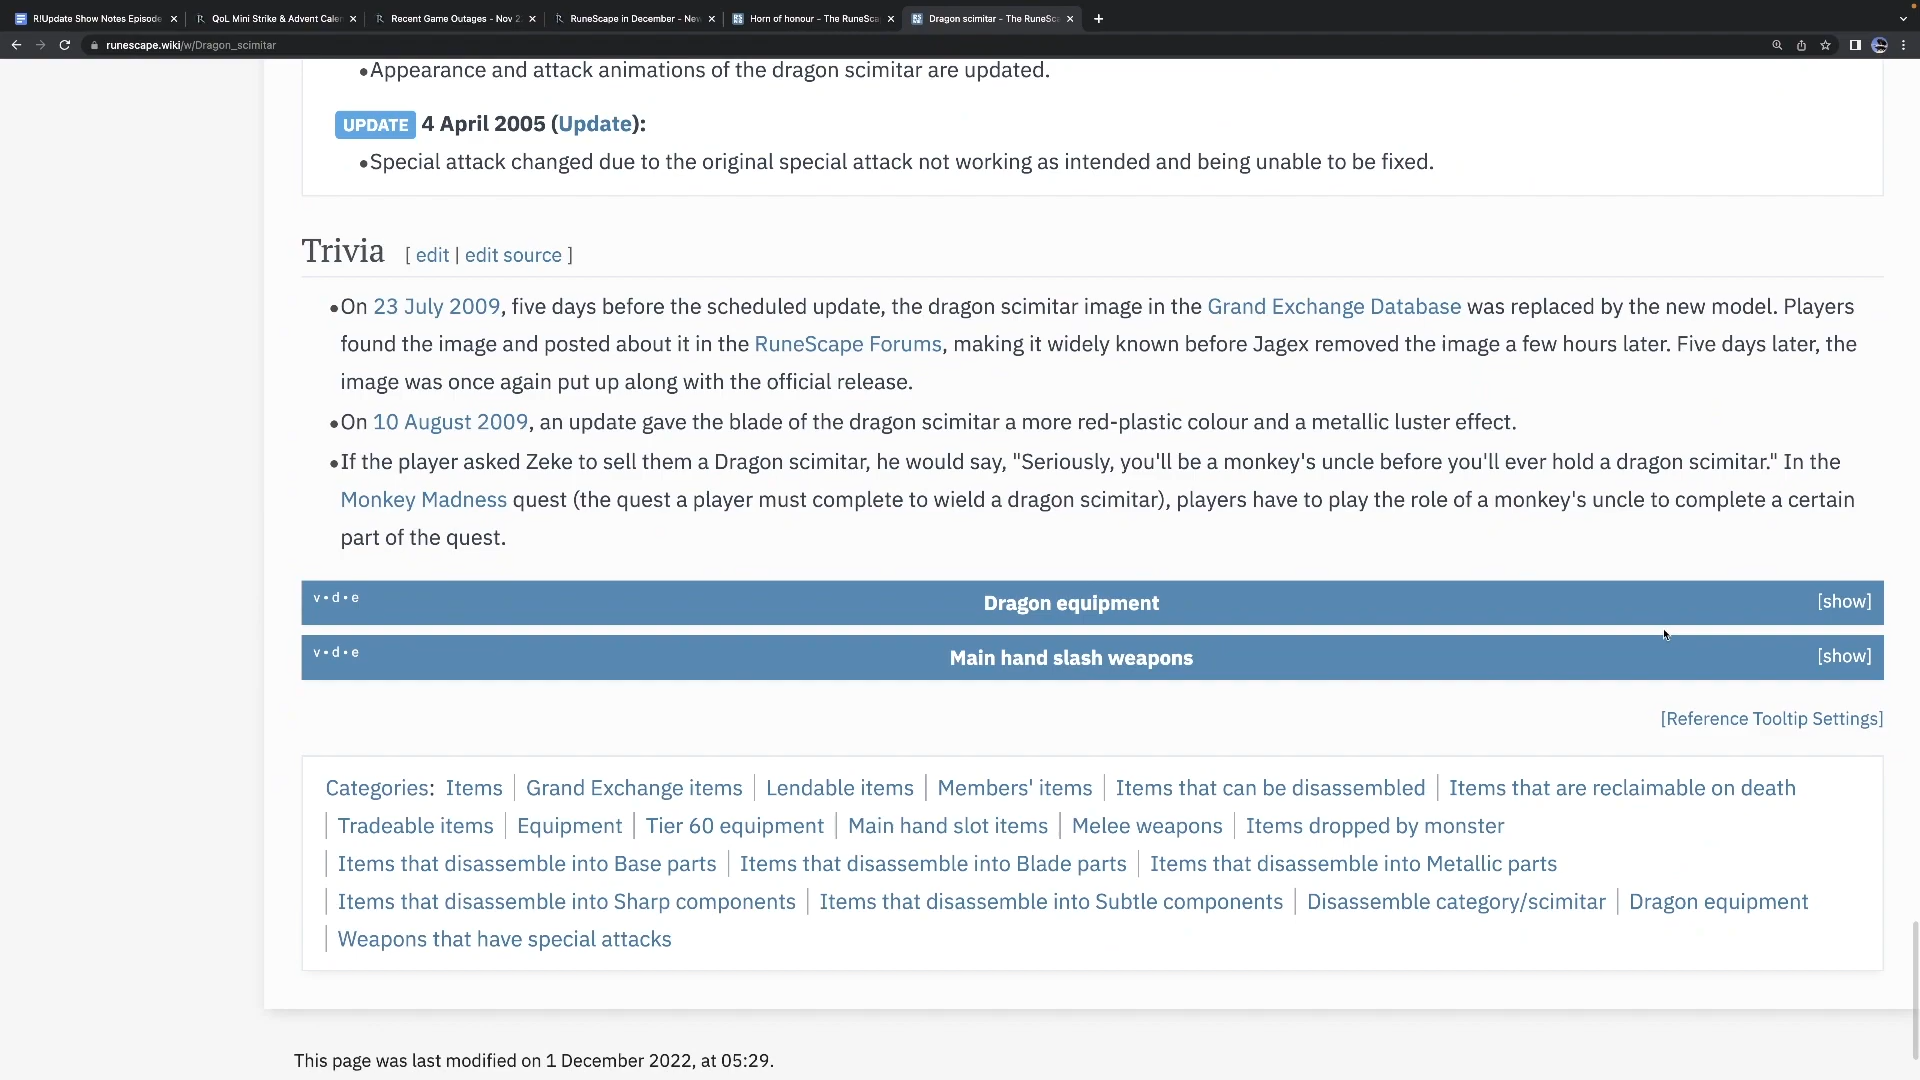 R!Update Show Notes Episode
QoL Mini Strike & Advent Caler
Recent Game Outages - Nov 2
RuneScape in December - New
Horn of honour – The RuneSca
Dragon scimitar – The RuneSc
runescape.wiki/w/Dragon_scimitar
•Appearance and attack animations of the dragon scimitar are updated.
UPDATE 4 April 2005 (Update):
•Special attack changed due to the original special attack not working as intended and being unable to be fixed.
Trivia [ edit | edit source ]
•On 23 July 2009, five days before the scheduled update, the dragon scimitar image in the Grand Exchange Database was replaced by the new model. Players
found the image and posted about it in the RuneScape Forums, making it widely known before Jagex removed the image a few hours later. Five days later, the
image was once again put up along with the official release.
•On 10 August 2009, an update gave the blade of the dragon scimitar a more red-plastic colour and a metallic luster effect.
•If the player asked Zeke to sell them a Dragon scimitar, he would say, "Seriously, you'll be a monkey's uncle before you'll ever hold a dragon scimitar." In the
Monkey Madness quest (the quest a player must complete to wield a dragon scimitar), players have to play the role of a monkey's uncle to complete a certain
part of the quest.
v • d • e Dragon equipment [show]
v • d • e Main hand slash weapons [show]
[Reference Tooltip Settings]
Categories: Items | Grand Exchange items | Lendable items | Members' items | Items that can be disassembled | Items that are reclaimable on death
| Tradeable items | Equipment | Tier 60 equipment | Main hand slot items | Melee weapons | Items dropped by monster
| Items that disassemble into Base parts | Items that disassemble into Blade parts | Items that disassemble into Metallic parts
| Items that disassemble into Sharp components | Items that disassemble into Subtle components | Disassemble category/scimitar | Dragon equipment
| Weapons that have special attacks
This page was last modified on 1 December 2022, at 05:29.